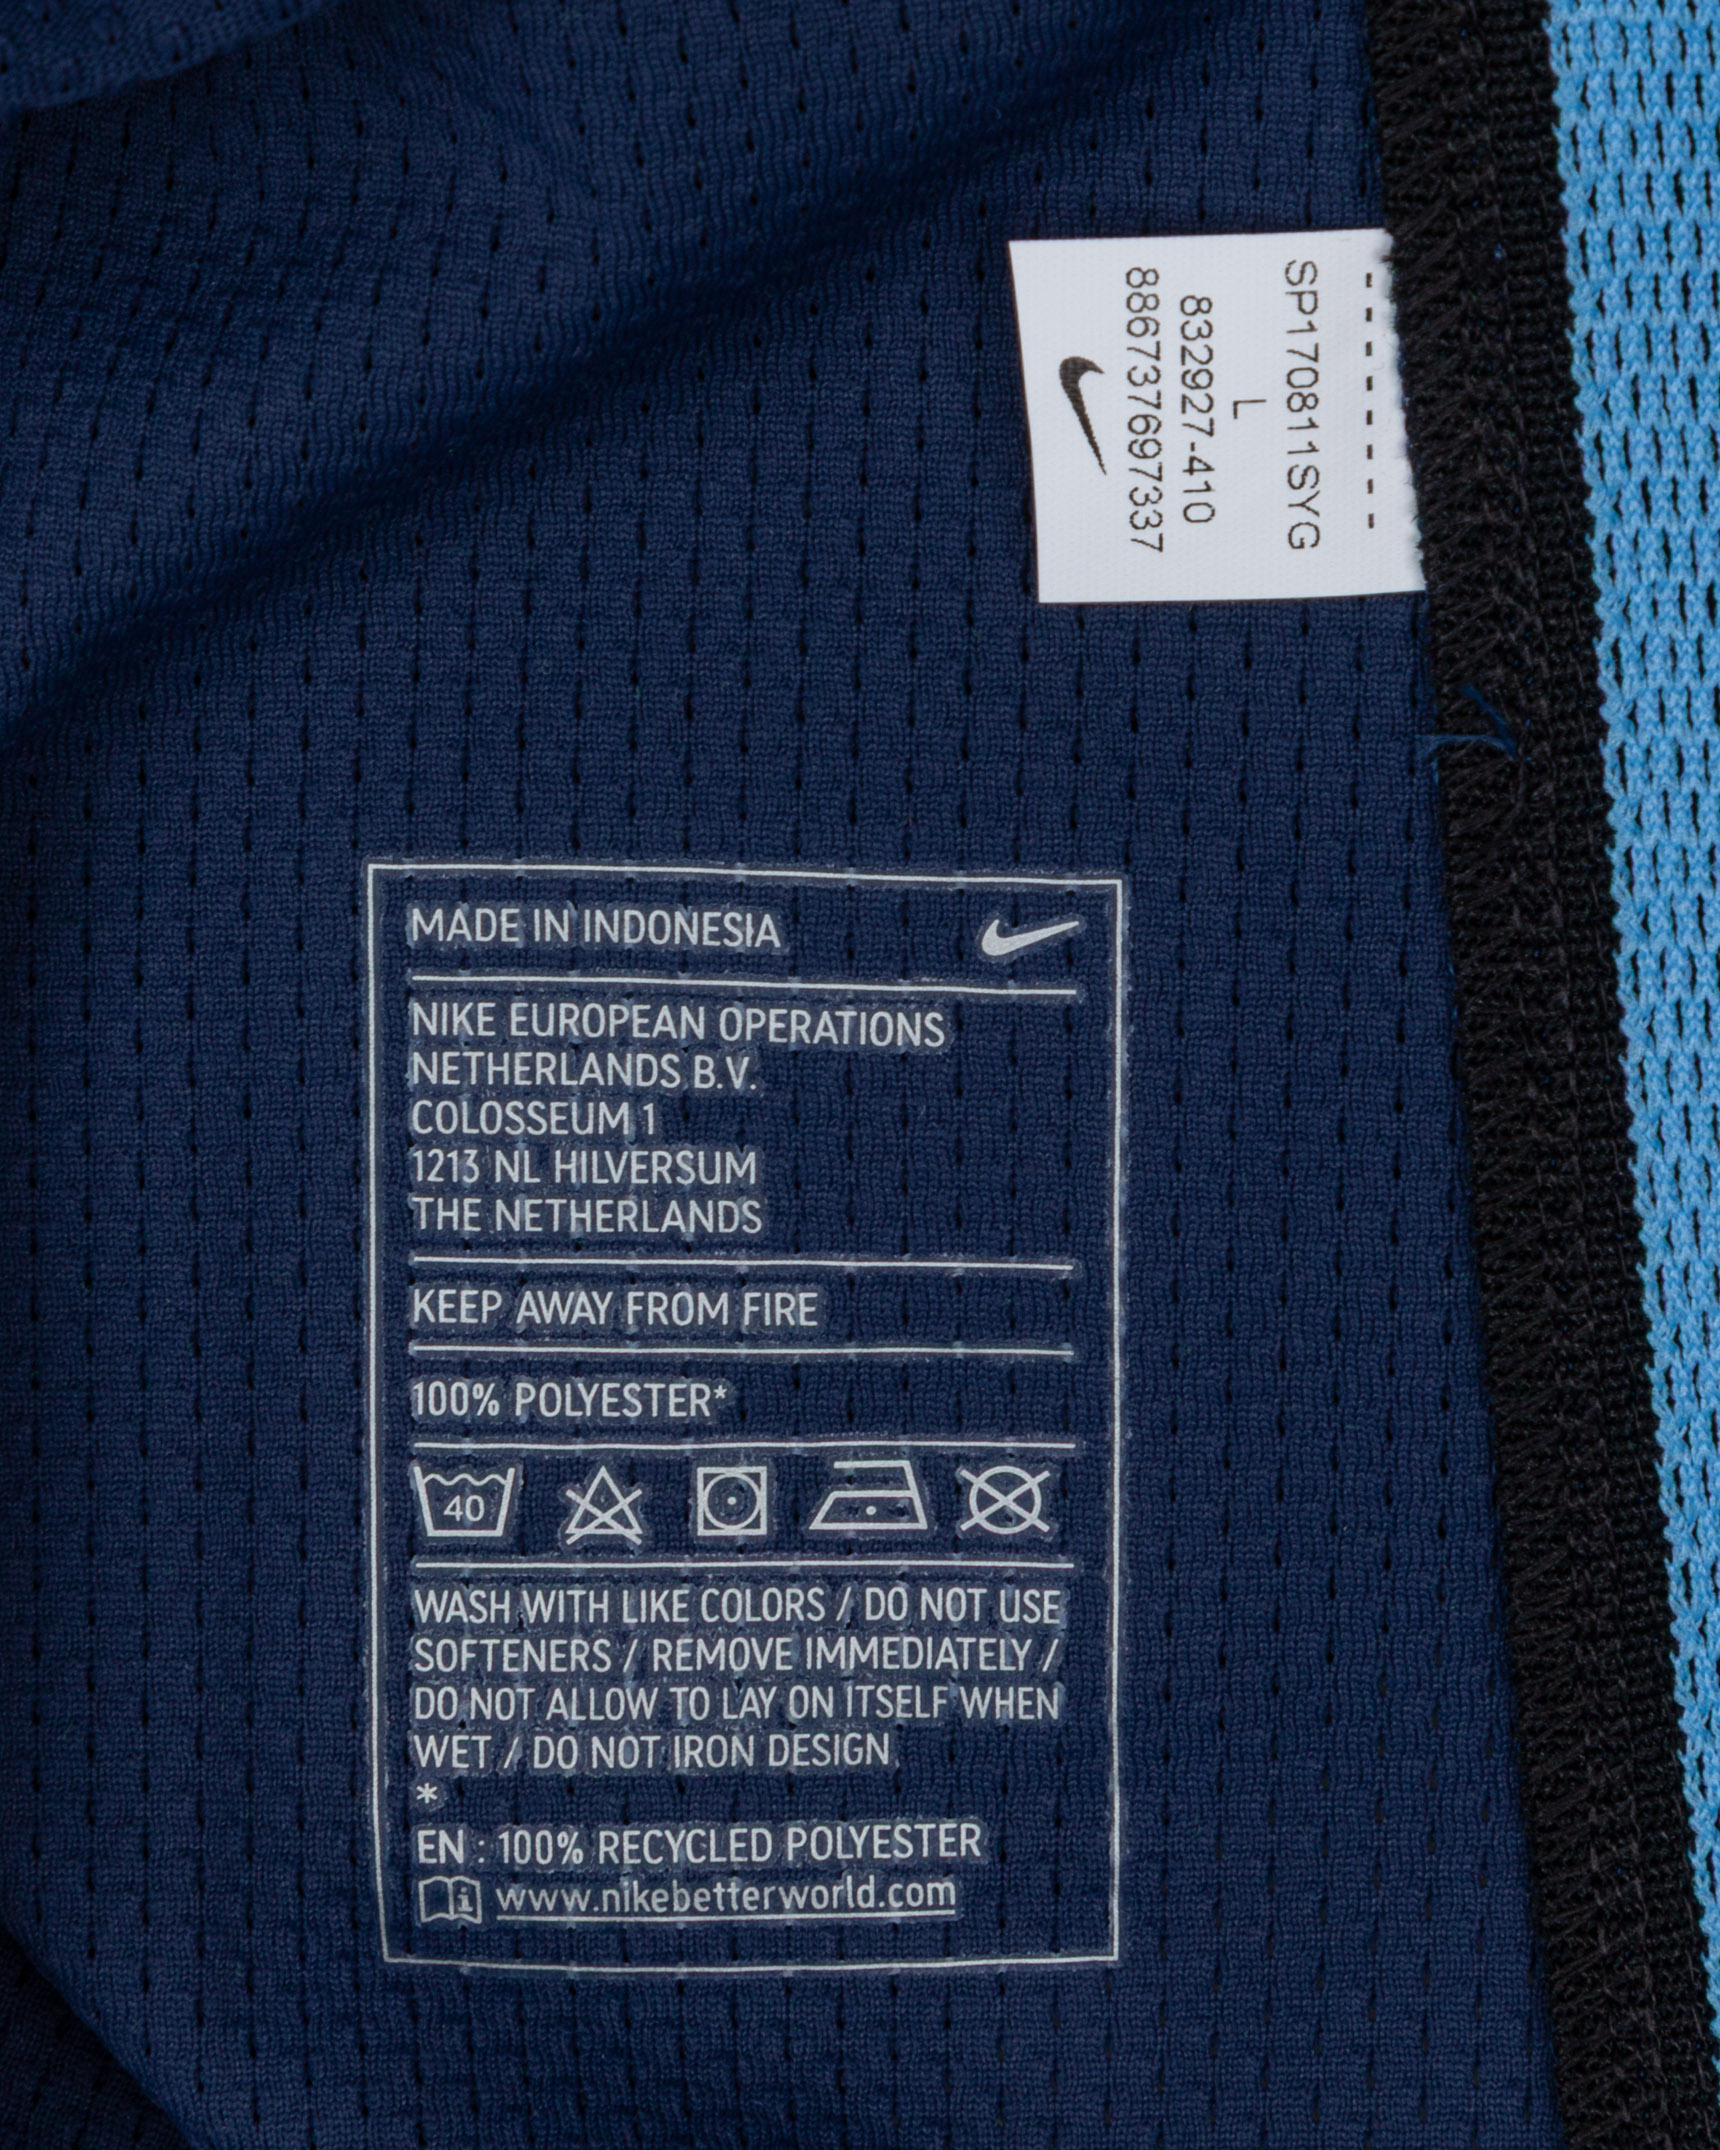 SP170811SYG
L
832927-410
886737697337
MADE IN INDONESIA
NIKE EUROPEAN OPERATIONS
NETHERLANDS B.V.
COLOSSEUM 1
1213 NL HILVERSUM
THE NETHERLANDS
KEEP AWAY FROM FIRE
100% POLYESTER*
40
WASH WITH LIKE COLORS / DO NOT USE
SOFTENERS / REMOVE IMMEDIATELY /
DO NOT ALLOW TO LAY ON ITSELF WHEN
WET / DO NOT IRON DESIGN
*
EN : 100% RECYCLED POLYESTER
www.nikebetterworld.com